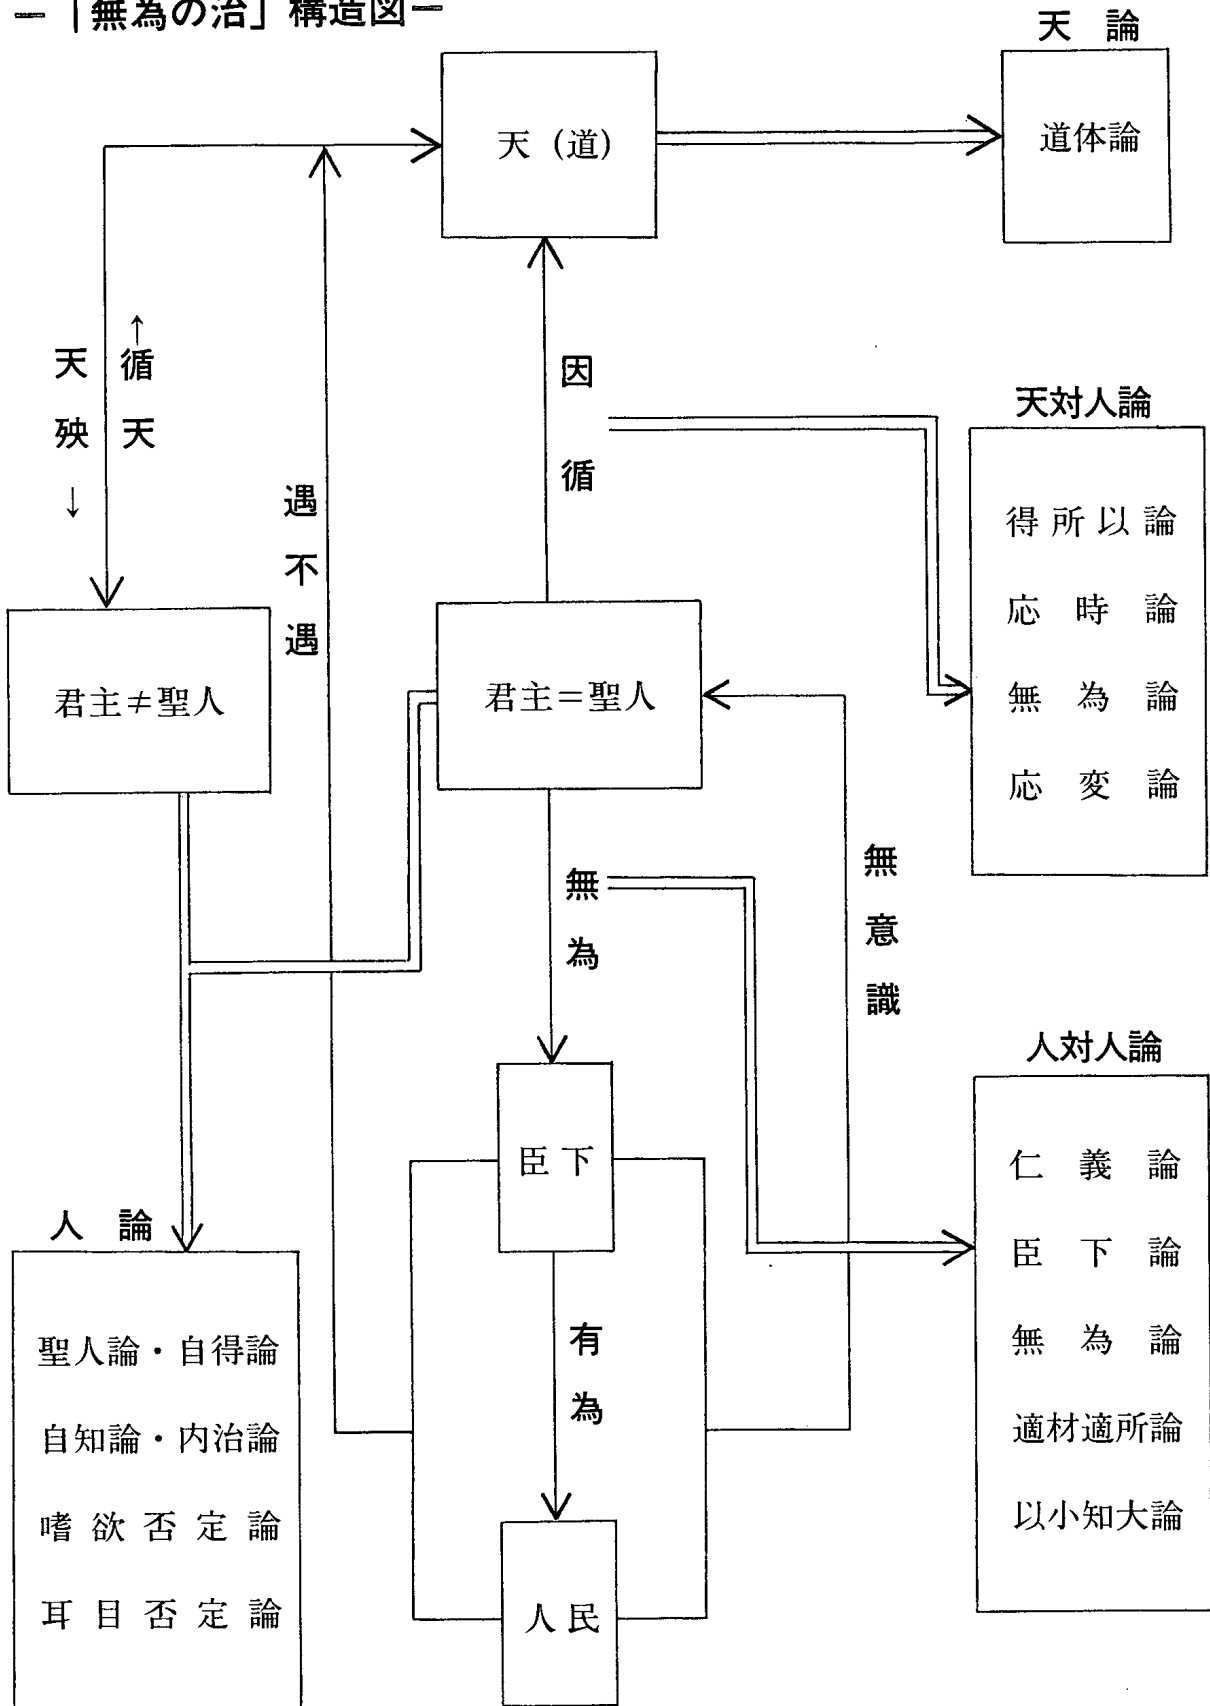 ―「無為の治」構造図―
天　論
天（道）
道体論
↑
循天
天殃
↓
因循
遇不遇
天対人論
得所以論
応時論
無為論
応変論
君主≠聖人
君主＝聖人
無為
無意識
人対人論
仁義論
臣下論
無為論
適材適所論
以小知大論
臣下
有為
人民
人　論
聖人論・自得論
自知論・内治論
嗜欲否定論
耳目否定論